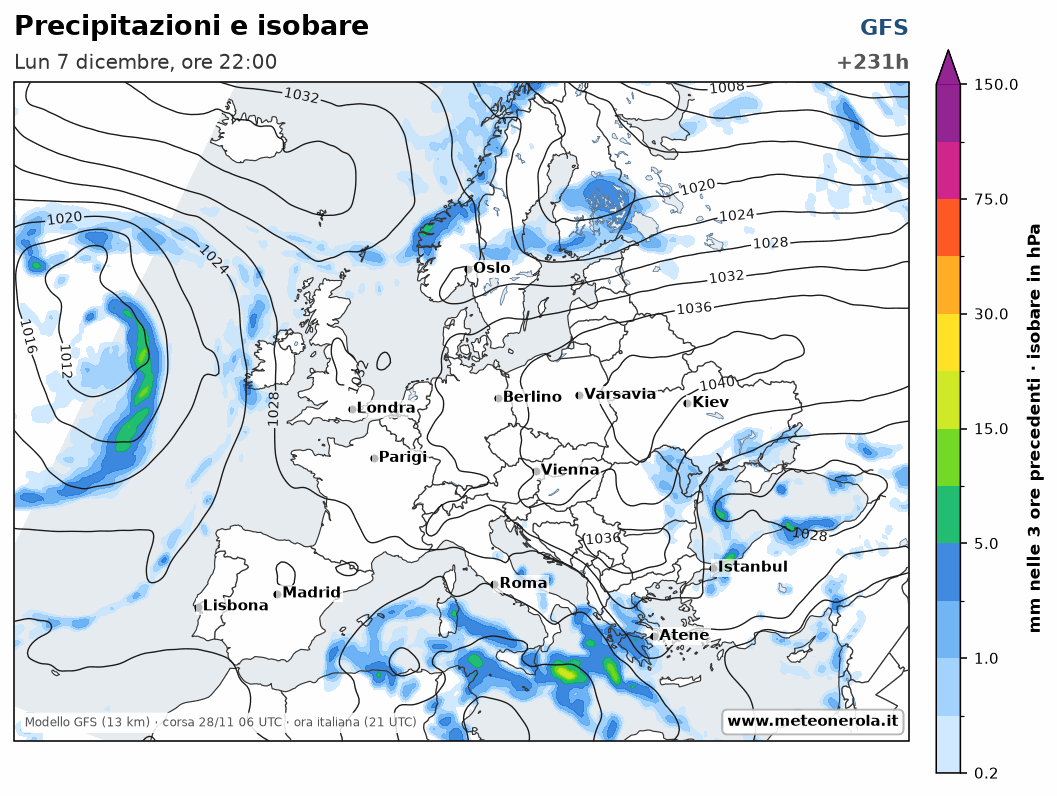 Precipitazioni e isobare
GFS
Lun 7 dicembre, ore 22:00
+231h
1032
1008
1020
1020
1024
1024
1028
1032
1036
1016
1012
1032
1028
1040
1036
1028
Oslo
Berlino
Varsavia
Kiev
Londra
Parigi
Vienna
Istanbul
Roma
Madrid
Lisbona
Atene
Modello GFS (13 km) · corsa 28/11 06 UTC · ora italiana (21 UTC)
www.meteonerola.it
150.0
75.0
30.0
15.0
5.0
1.0
0.2
mm nelle 3 ore precedenti · isobare in hPa